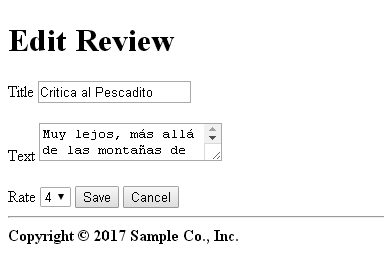 Edit Review
Title Critica al Pescadito
Text Muy lejos, más allá
de las montañas de
Rate 4 Save Cancel
Copyright © 2017 Sample Co., Inc.